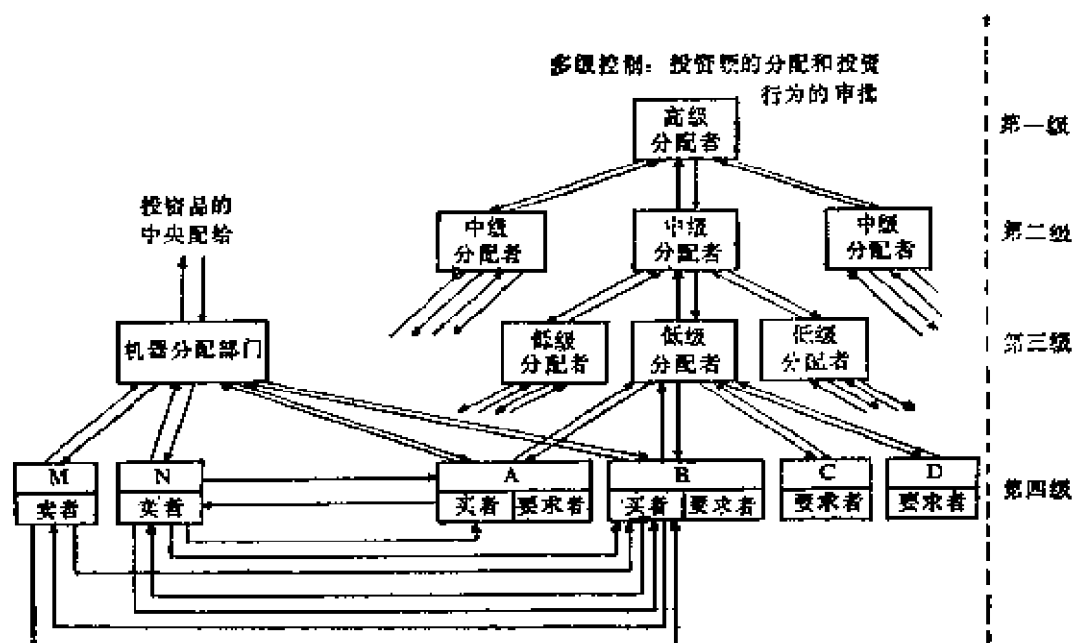 多级控制：投资额的分配和投资
行为的审批
高级
分配者
第一级
投资品的
中央配给
中级
分配者
中级
分配者
中级
分配者
第二级
机器分配部门
低级
分配者
低级
分配者
低级
分配者
第三级
M
N
A
B
C
D
卖者
卖者
买者
要求者
买者
要求者
要求者
要求者
第四级